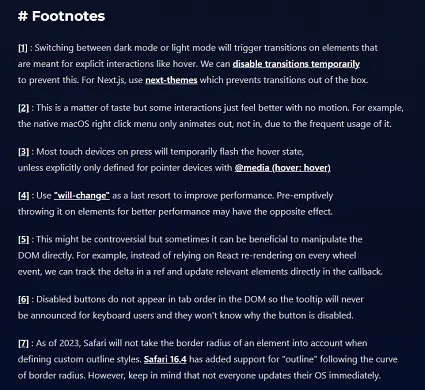 # Footnotes
[1] : Switching between dark mode or light mode will trigger transitions on elements that
are meant for explicit interactions like hover. We can disable transitions temporarily
to prevent this. For Next.js, use next-themes which prevents transitions out of the box.
[2] : This is a matter of taste but some interactions just feel better with no motion. For example,
the native macOS right click menu only animates out, not in, due to the frequent usage of it.
[3] : Most touch devices on press will temporarily flash the hover state,
unless explicitly only defined for pointer devices with @media (hover: hover)
[4] : Use "will-change" as a last resort to improve performance. Pre-emptively
throwing it on elements for better performance may have the opposite effect.
[5] : This might be controversial but sometimes it can be beneficial to manipulate the
DOM directly. For example, instead of relying on React re-rendering on every wheel
event, we can track the delta in a ref and update relevant elements directly in the callback.
[6] : Disabled buttons do not appear in tab order in the DOM so the tooltip will never
be announced for keyboard users and they won't know why the button is disabled.
[7] : As of 2023, Safari will not take the border radius of an element into account when
defining custom outline styles. Safari 16.4 has added support for "outline" following the curve
of border radius. However, keep in mind that not everyone updates their OS immediately.